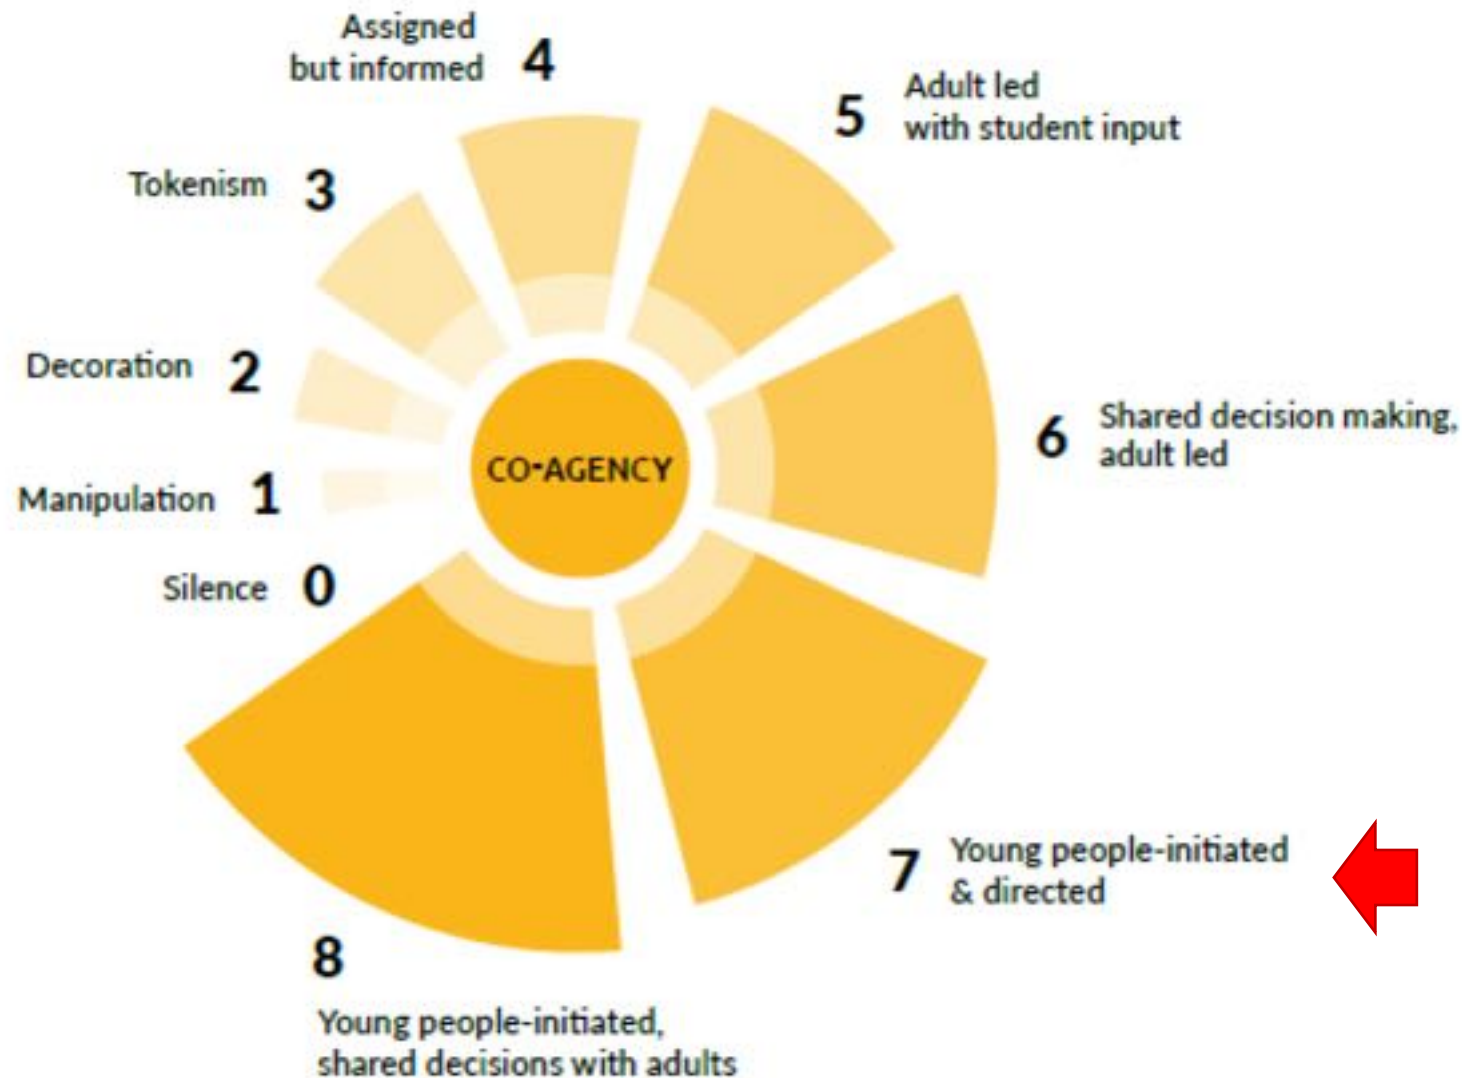 Assigned
but informed 4
5 Adult led
with student input
Tokenism 3
Decoration 2
6 Shared decision making,
adult led
CO-AGENCY
Manipulation 1
Silence 0
7 Young people-initiated
& directed
8
Young people-initiated,
shared decisions with adults